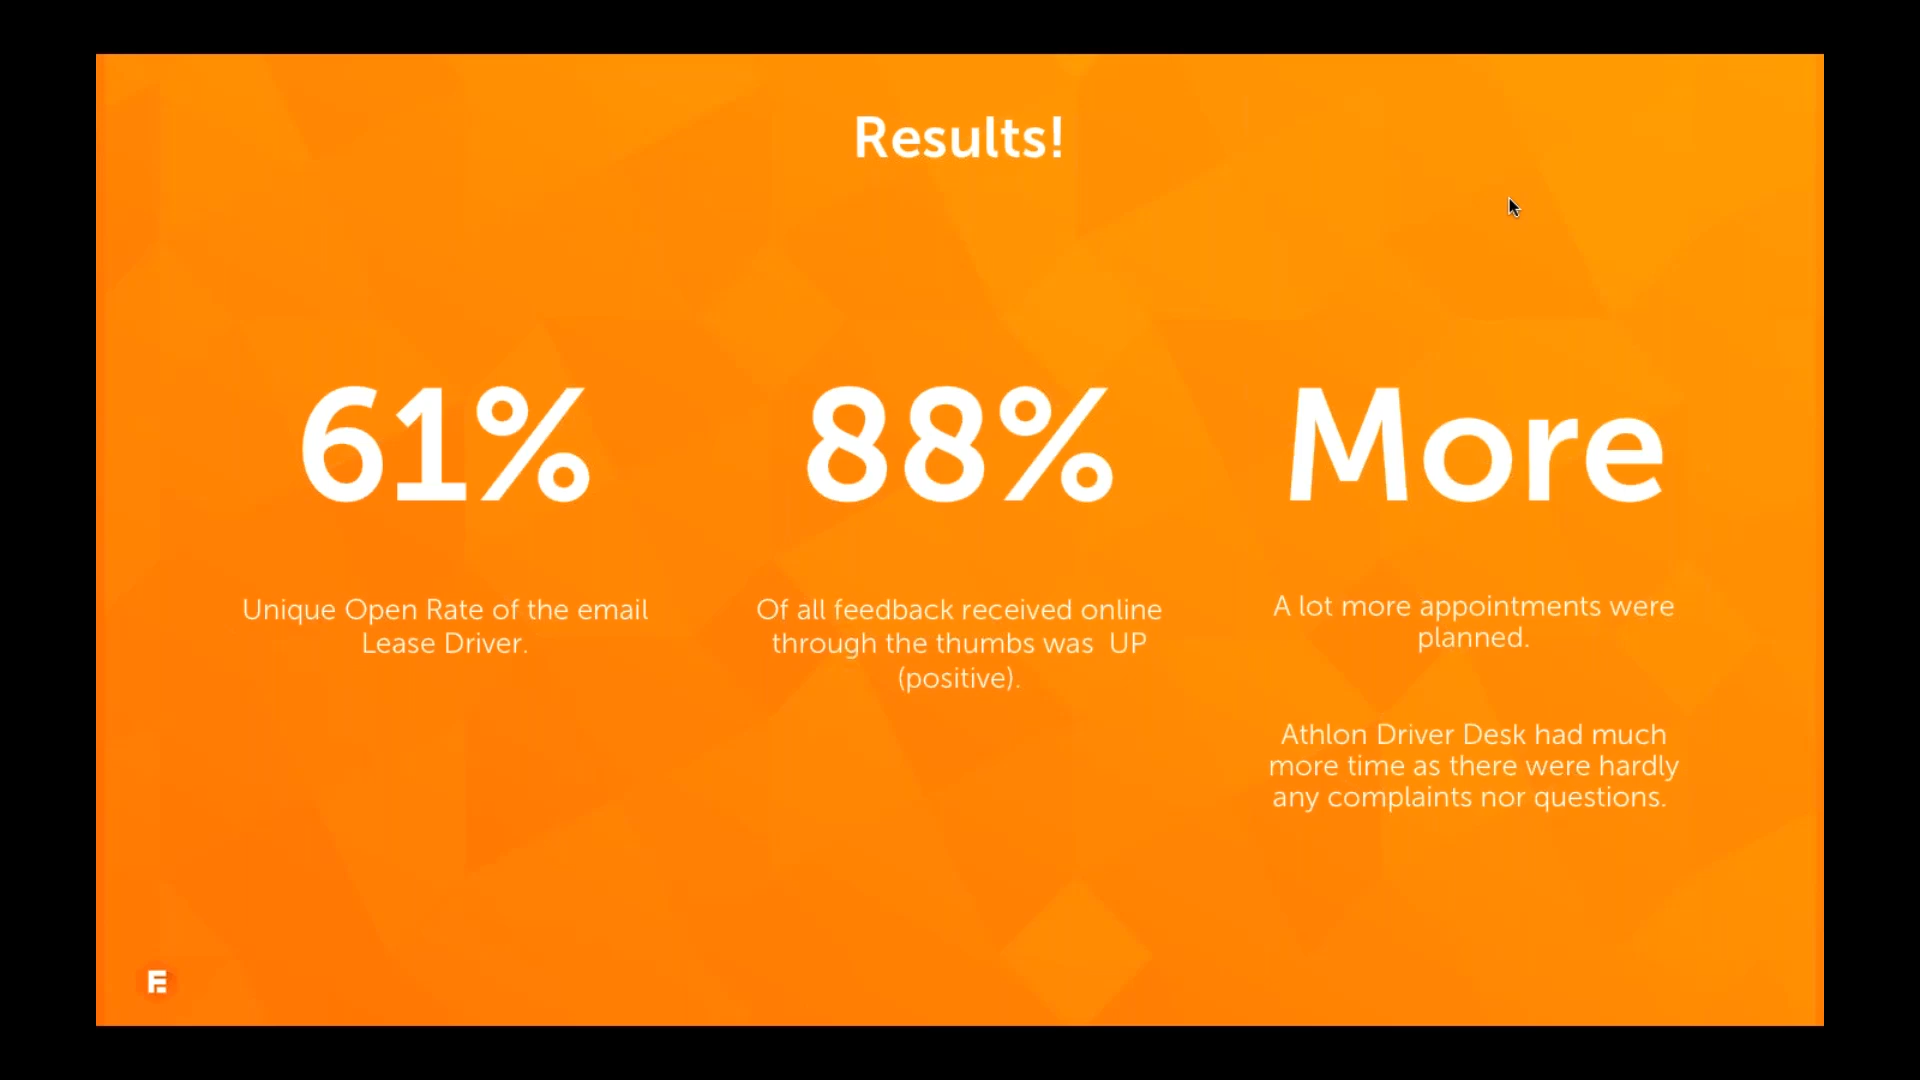 Results!
61%
Unique Open Rate of the email
Lease Driver.
88%
Of all feedback received online
through the thumbs was  UP
(positive).
More
A lot more appointments were
planned.
Athlon Driver Desk had much
more time as there were hardly
any complaints nor questions.